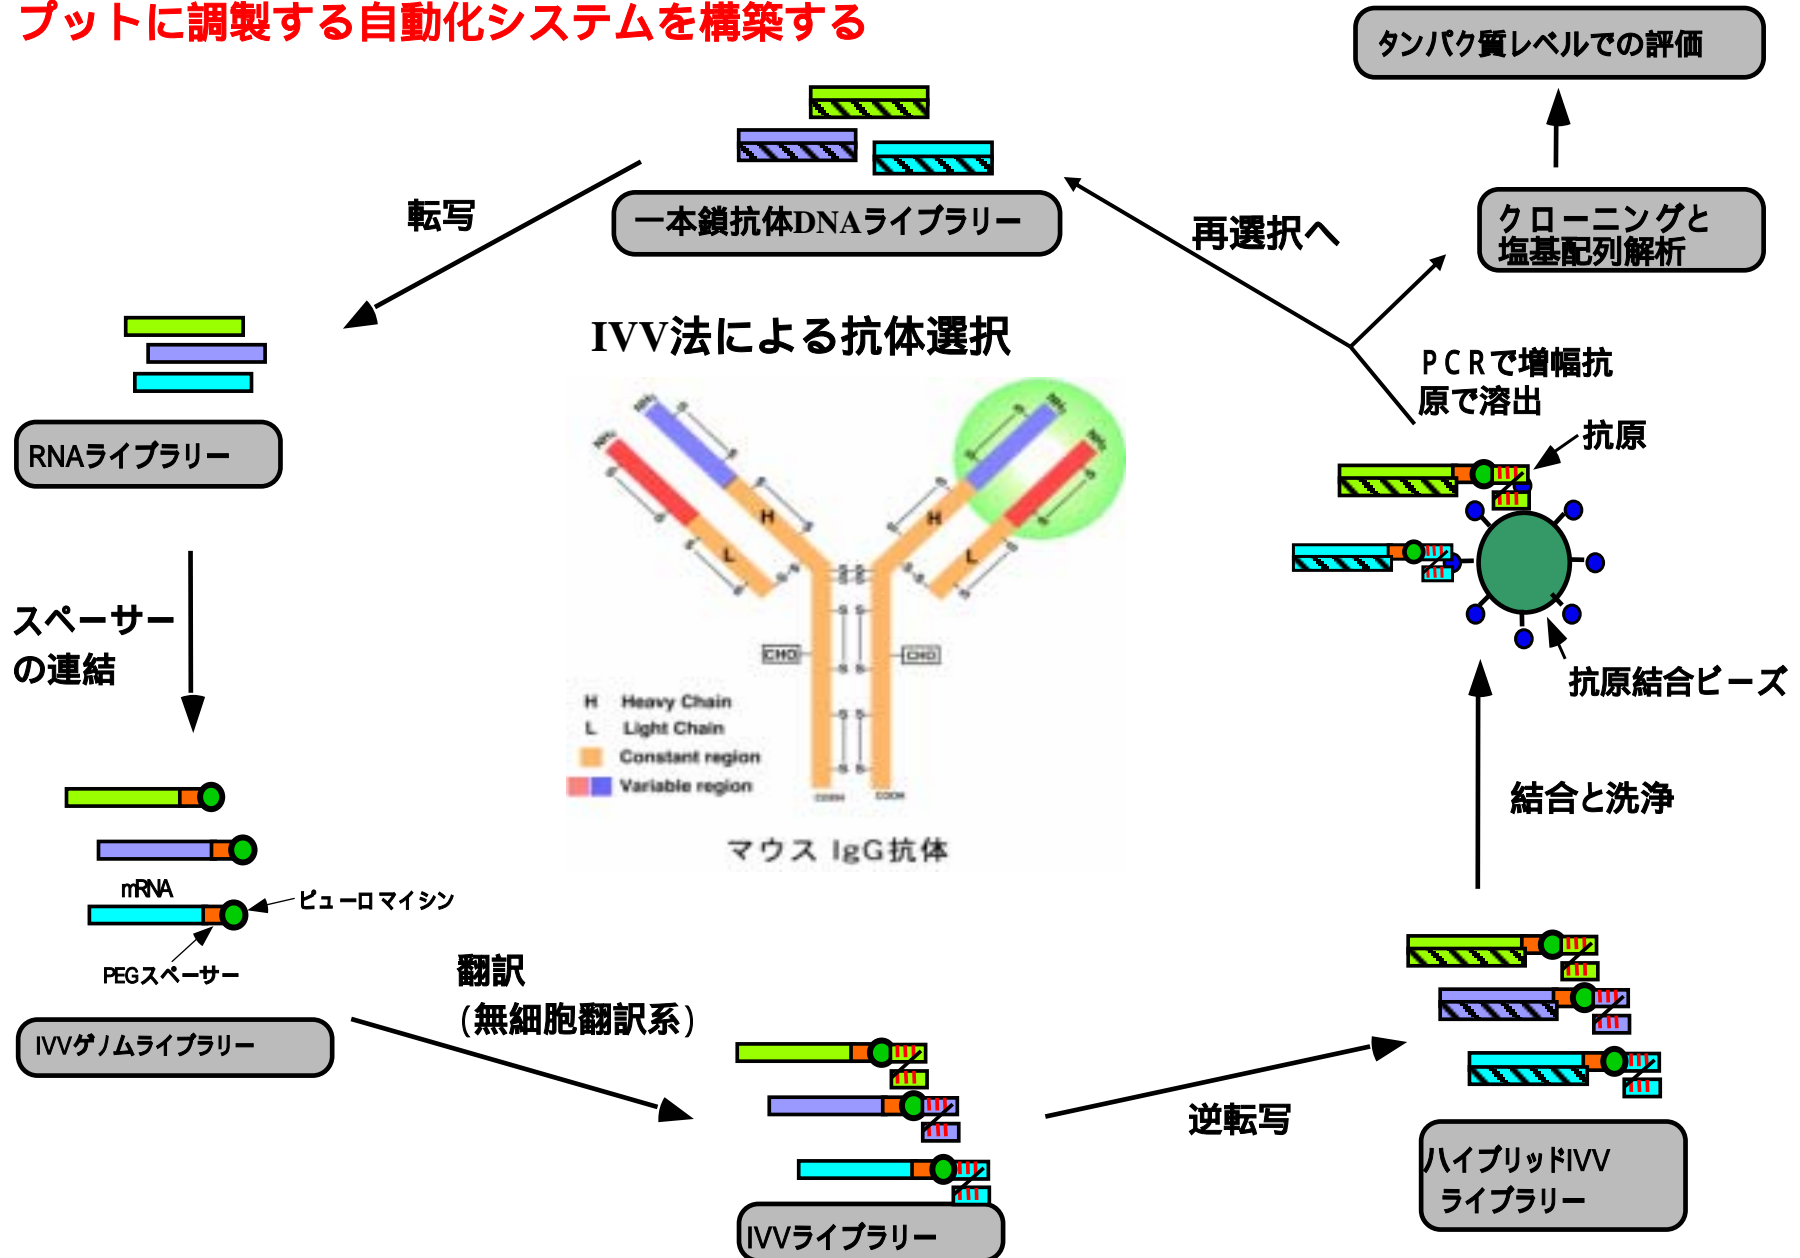 プットに調製する自動化システムを構築する
タンパク質レベルでの評価
転写
一本鎖抗体DNAライブラリー
再選択へ
クローニングと
塩基配列解析
IVV法による抗体選択
PCRで増幅抗
原で溶出
抗原
RNAライブラリー
NH₂
NH₂
NH₂
NH₂
S
S
S
S
S
S
S
S
H
H
L
L
S-S
S-S
スペーサー
の連結
CHO
CHO
抗原結合ビーズ
H Heavy Chain
L Light Chain
Constant region
Variable region
COOH
COOH
結合と洗浄
マウス IgG抗体
mRNA
ピューロマイシン
PEGスペーサー
翻訳
(無細胞翻訳系)
IVVゲノムライブラリー
逆転写
ハイブリッドIVV
ライブラリー
IVVライブラリー